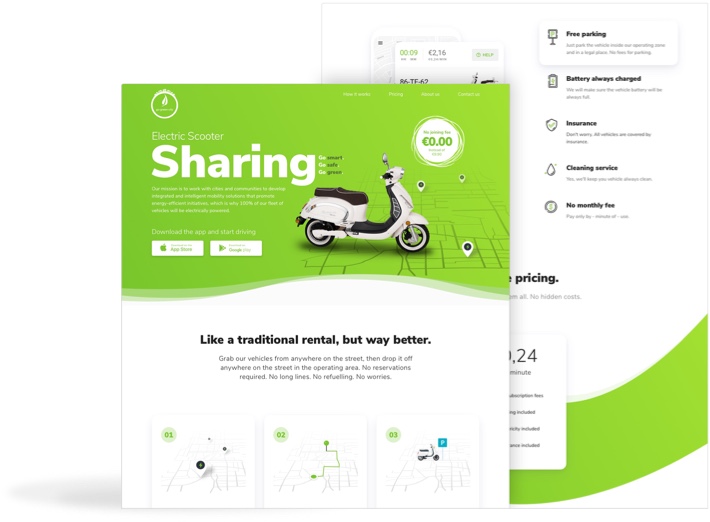 00:09
€2,16
HELP
86-TE-62
Free parking
Just park the vehicle inside our operating zone
and in a legal place. No fees for parking.
Battery always charged
We will make sure the vehicle battery will be
always full.
Insurance
Don't worry. All vehicles are covered by
insurance.
Cleaning service
You, we'll keep your vehicle always clean.
No monthly fee
Pay only by - minute of - use.
pricing.
em all. No hidden costs.
,24
minute
subscription fees
included
included
included
How it works
Pricing
About us
Contact us
Electric Scooter
Sharing
Go smart
Go safe
Go green
No pricing fee
€0.00
Our mission is to work with cities and communities to develop
integrated and intelligent mobility solutions that promote
energy-efficient initiatives, which is why 100% of our fleet of
vehicles will be electrically powered.
Download the app and start driving
App Store
Google play
Like a traditional rental, but way better.
Grab our vehicles from anywhere on the street, then drop it off
anywhere on the street in the operating area. No reservations
required. No long lines. No refuelling. No worries.
01
02
03
P